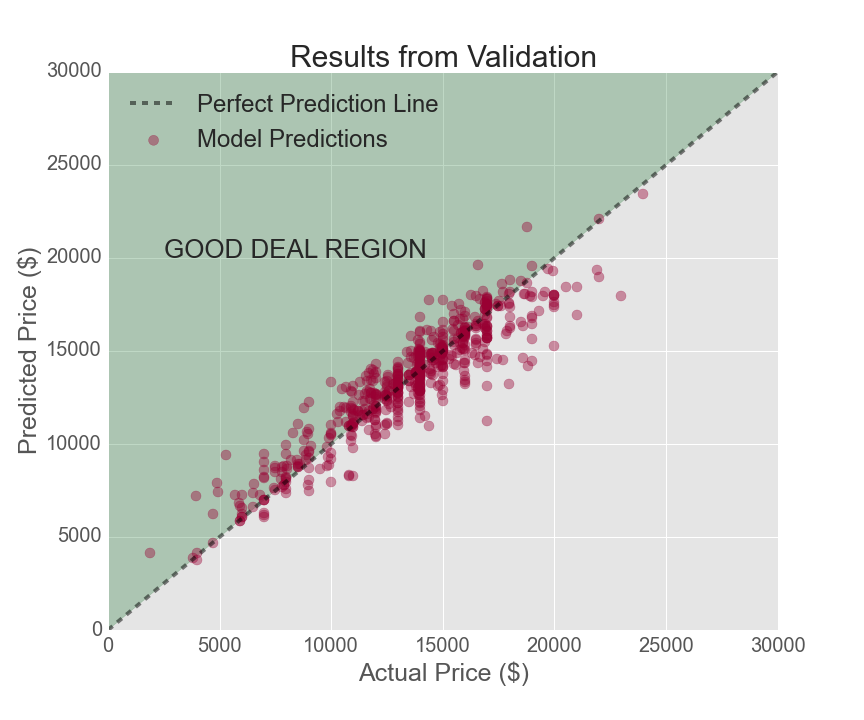 Results from Validation
30000
25000
20000
15000
10000
5000
0
Perfect Prediction Line
Model Predictions
GOOD DEAL REGION
Predicted Price ($)
0 5000 10000 15000 20000 25000 30000
Actual Price ($)